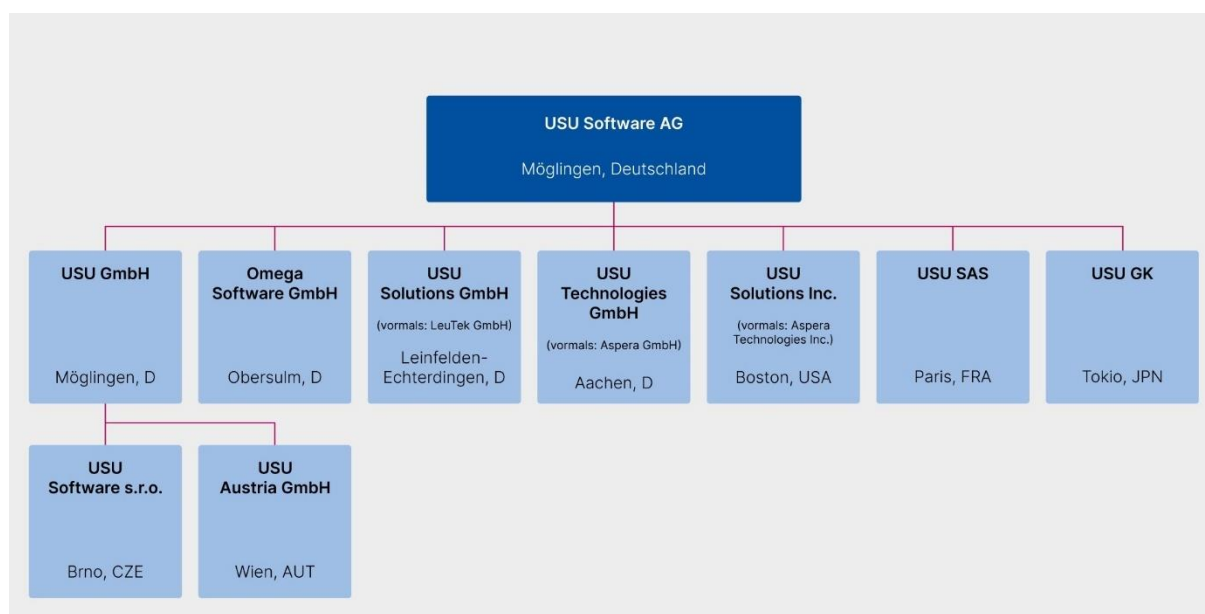 USU Software AG
Möglingen, Deutschland
USU GmbH
Möglingen, D
Omega
Software GmbH
Obersulm, D
USU
Solutions GmbH
(vormals: LeuTek GmbH)
Leinfelden-
Echterdingen, D
USU
Technologies
GmbH
(vormals: Aspera GmbH)
Aachen, D
USU
Solutions Inc.
(vormals: Aspera
Technologies Inc.)
Boston, USA
USU SAS
Paris, FRA
USU GK
Tokio, JPN
USU
Software s.r.o.
Brno, CZE
USU
Austria GmbH
Wien, AUT